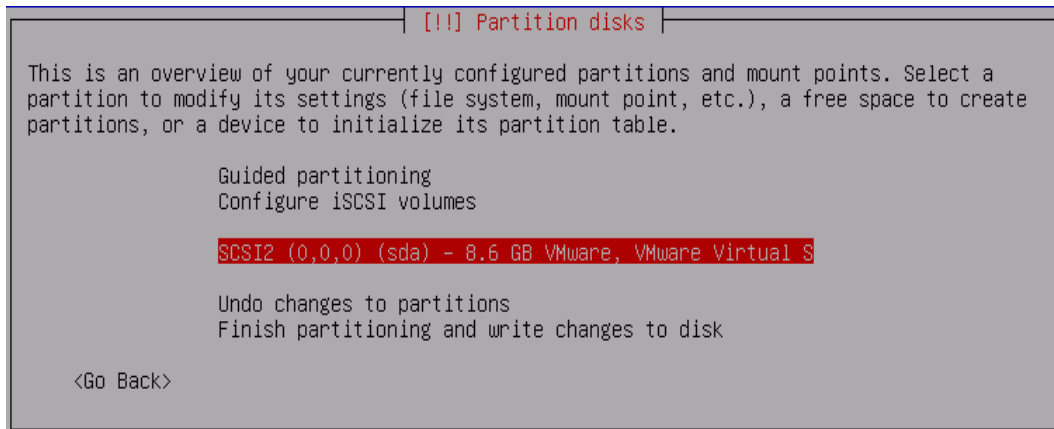 [!!] Partition disks
This is an overview of your currently configured partitions and mount points. Select a
partition to modify its settings (file system, mount point, etc.), a free space to create
partitions, or a device to initialize its partition table.
Guided partitioning
Configure iSCSI volumes
SCSI2 (0,0,0) (sda) - 8.6 GB VMware, VMware Virtual S
Undo changes to partitions
Finish partitioning and write changes to disk
<Go Back>